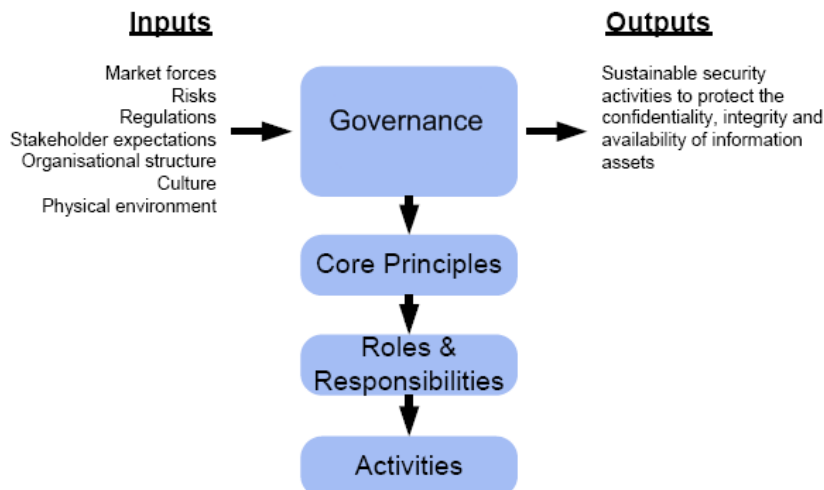 Inputs
Market forces
Risks
Regulations
Stakeholder expectations
Organisational structure
Culture
Physical environment
Governance
Outputs
Sustainable security
activities to protect the
confidentiality, integrity and
availability of information
assets
Core Principles
Roles &
Responsibilities
Activities